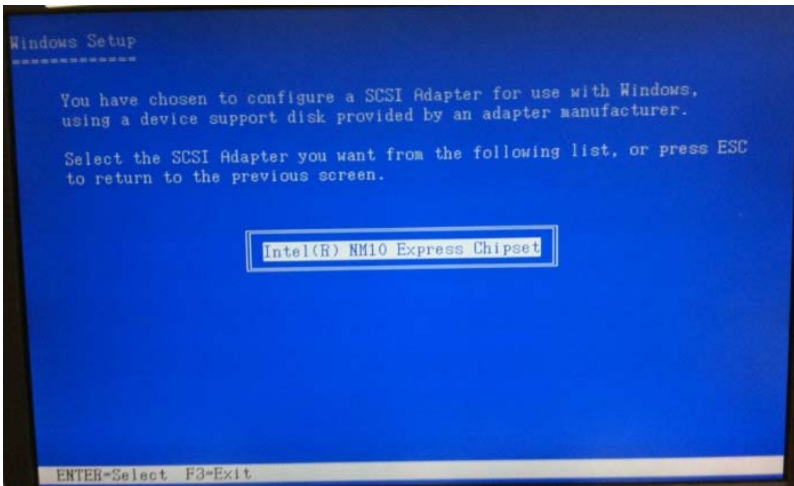 Windows Setup
=============
You have chosen to configure a SCSI Adapter for use with Windows,
using a device support disk provided by an adapter manufacturer.
Select the SCSI Adapter you want from the following list, or press ESC
to return to the previous screen.
Intel(R) NM10 Express Chipset
ENTER=Select F3=Exit